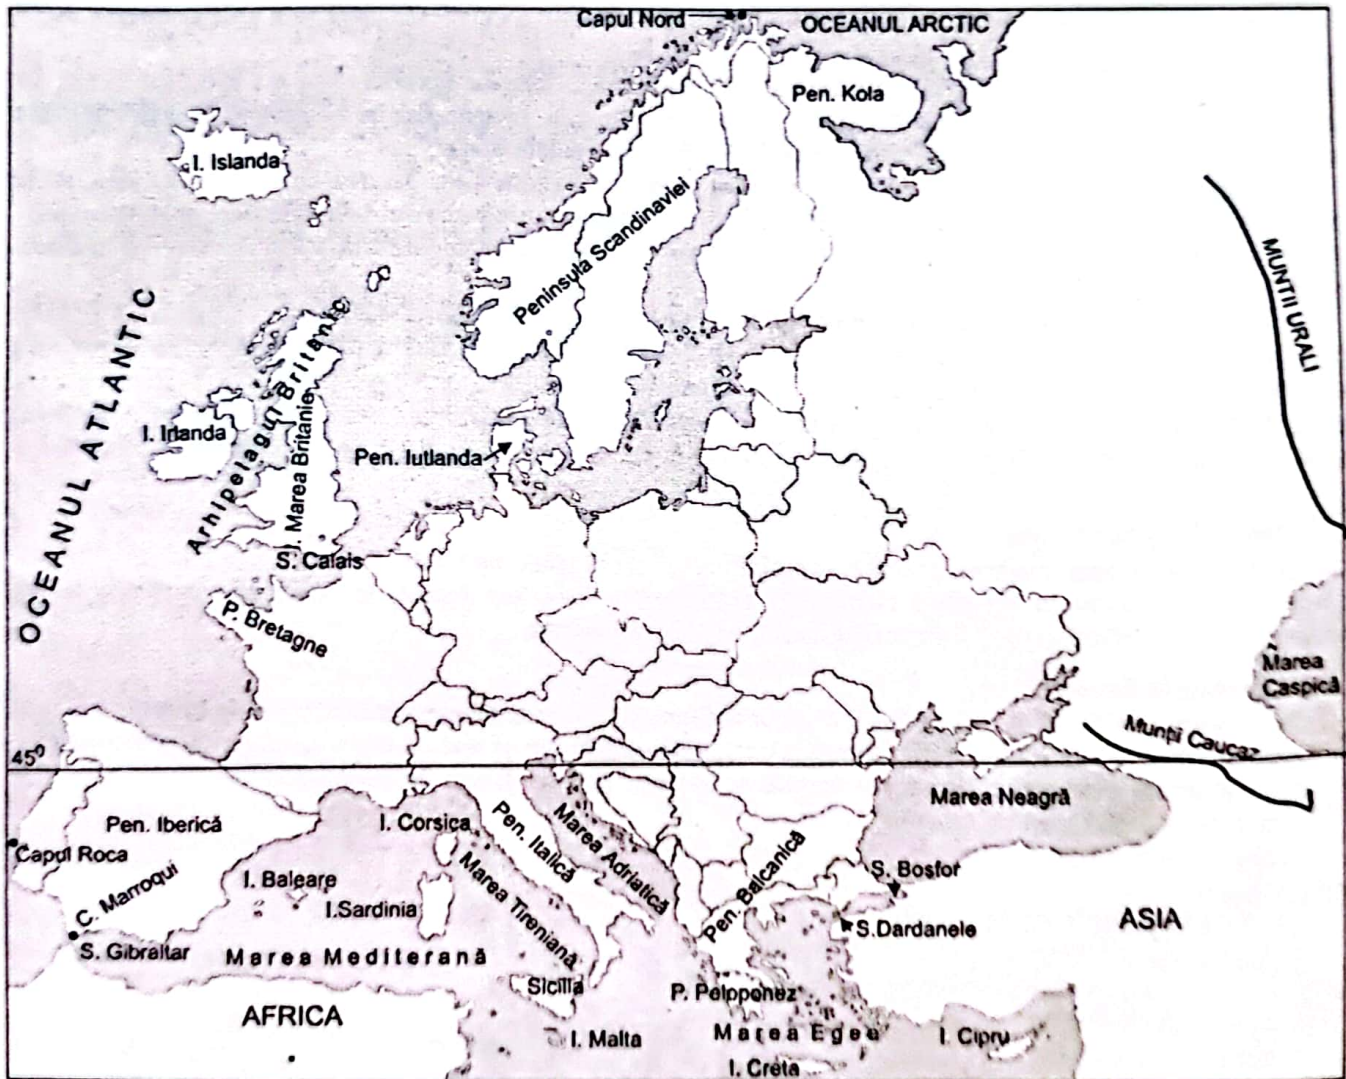 Capul Nord
OCEANUL ARCTIC
Pen. Kola
I. Islanda
Peninsula Scandinaviei
MUNTII URALI
OCEANUL ATLANTIC
Arhipelagul Britanic
I. Irlanda
I. Marea Britanie
Pen. Iutlanda
S. Calais
P. Bretagne
Marea
Caspică
Munții Caucaz
45⁰
Marea Neagră
Pen. Iberică
I. Corsica
Pen. Italică
Marea Adriatică
Pen. Balcanică
Capul Roca
C. Marroqui
I. Baleare
I.Sardinia
Marea Tireniană
S. Bosfor
S. Gibraltar
Marea Mediterană
S.Dardanele
ASIA
Sicilia
P. Peloponez
AFRICA
I. Malta
Marea Egee
I. Cipru
I. Creta